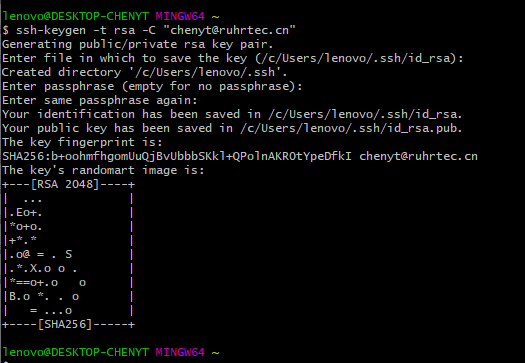 lenovo@DESKTOP-CHENYT MINGW64 ~
$ ssh-keygen -t rsa -C "chenyt@ruhrtec.cn"
Generating public/private rsa key pair.
Enter file in which to save the key (/c/Users/lenovo/.ssh/id_rsa):
Created directory '/c/Users/lenovo/.ssh'.
Enter passphrase (empty for no passphrase):
Enter same passphrase again:
Your identification has been saved in /c/Users/lenovo/.ssh/id_rsa.
Your public key has been saved in /c/Users/lenovo/.ssh/id_rsa.pub.
The key fingerprint is:
SHA256:b+oohmfhgomUuQjBvUbbbSKkl+QPolnAKROtYpeDfkI chenyt@ruhrtec.cn
The key's randomart image is:
+---[RSA 2048]----+
|  ...            |
|.Eo+.            |
|*o+o.            |
|+*.*             |
|.o@ = . S        |
|.*.X.o o .       |
|*==o+.o   o      |
|B.o *. . o       |
|   = ...o        |
+----[SHA256]-----+
lenovo@DESKTOP-CHENYT MINGW64 ~